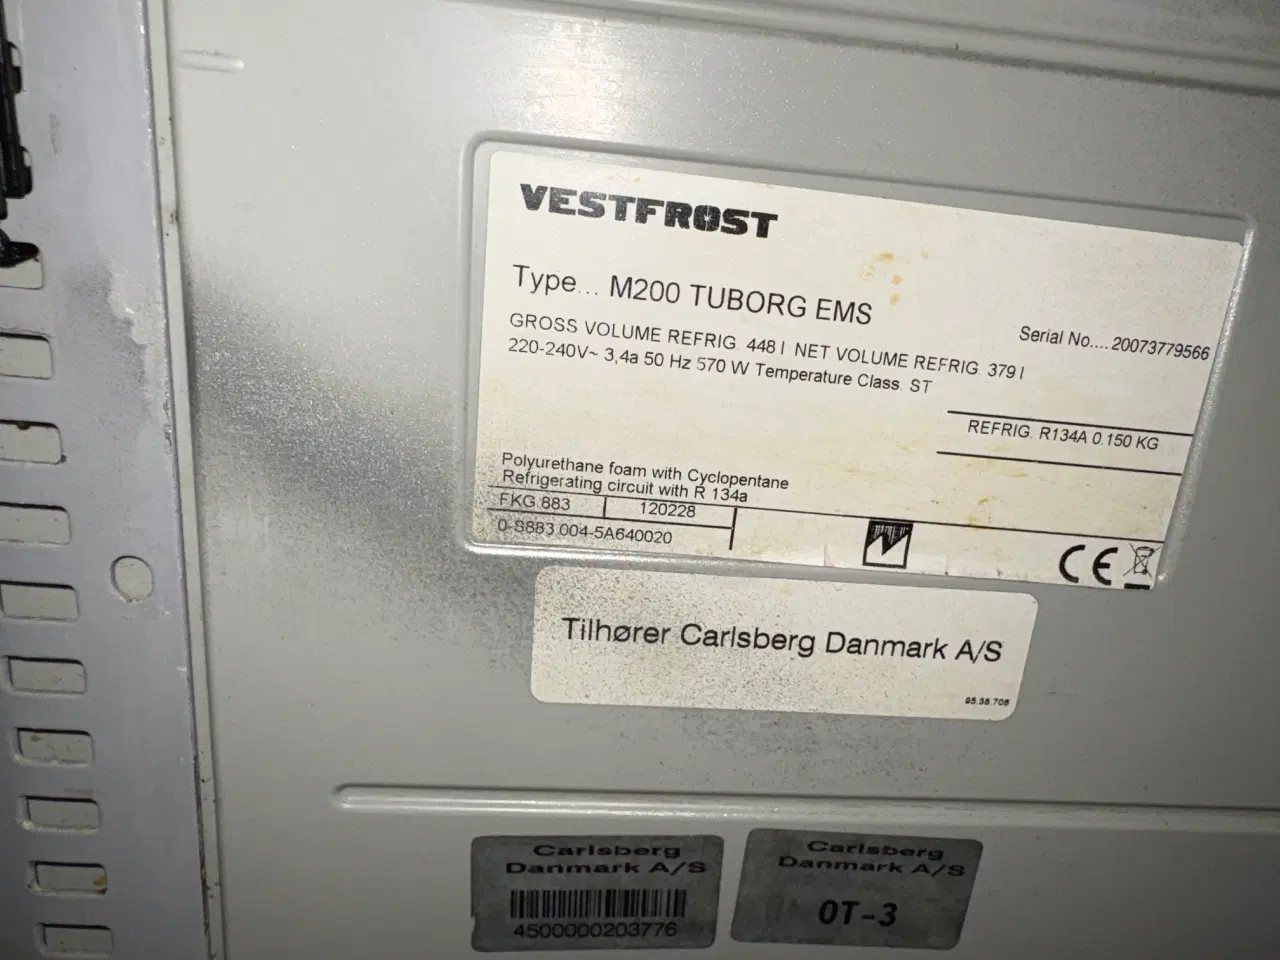 VESTFROST
Type... M200 TUBORG EMS
Serial No....20073779566
GROSS VOLUME REFRIG. 448 l NET VOLUME REFRIG. 379 l
220-240V~ 3,4a 50 Hz 570 W Temperature Class. ST
REFRIG. R134A 0.150 KG
Polyurethane foam with Cyclopentane
Refrigerating circuit with R 134a
FKG 883 120228
0-S883 004-5A640020
CE
Tilhører Carlsberg Danmark A/S
95.38.706
Carlsberg
Danmark A/S
4500000203776
Carlsberg
Danmark A/S
OT-3